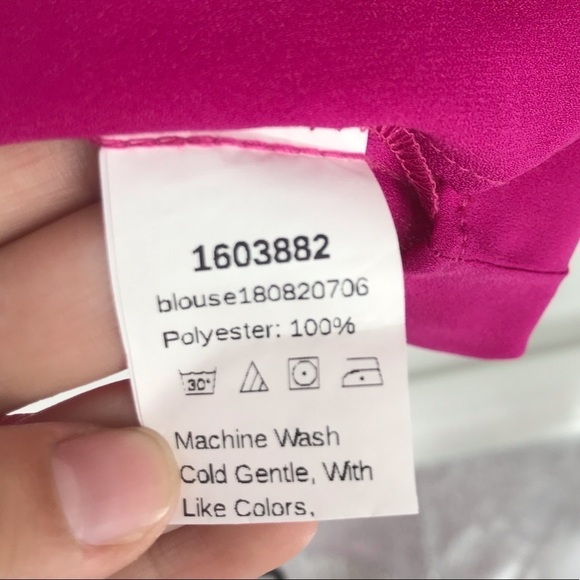 1603882
blouse180820706
Polyester: 100%
30°
Machine Wash
Cold Gentle, With
Like Colors,